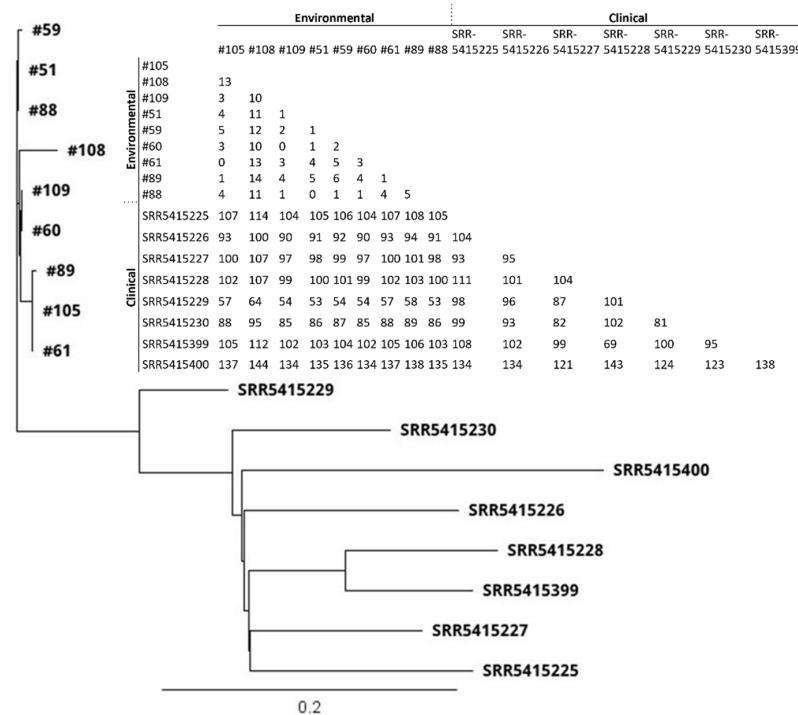 Environmental Clinical
SRR- SRR- SRR- SRR- SRR- SRR- SRR-
#105 #108 #109 #51 #59 #60 #61 #89 #88 5415225 5415226 5415227 5415228 5415229 5415230 5415399
Environmental
#105
#108 13
#109 3 10
#51 4 11 1
#59 5 12 2 1
#60 3 10 0 1 2
#61 0 13 3 4 5 3
#89 1 14 4 5 6 4 1
#88 4 11 1 0 1 1 4 5
Clinical
SRR5415225 107 114 104 105 106 104 107 108 105
SRR5415226 93 100 90 91 92 90 93 94 91 104
SRR5415227 100 107 97 98 99 97 100 101 98 93 95
SRR5415228 102 107 99 100 101 99 102 103 100 111 101 104
SRR5415229 57 64 54 53 54 54 57 58 53 98 96 87 101
SRR5415230 88 95 85 86 87 85 88 89 86 99 93 82 102 81
SRR5415399 105 112 102 103 104 102 105 106 103 108 102 99 69 100 95
SRR5415400 137 144 134 135 136 134 137 138 135 134 134 121 143 124 123 138
#59
#51
#88
#108
#109
#60
#89
#105
#61
SRR5415229
SRR5415230
SRR5415400
SRR5415226
SRR5415228
SRR5415399
SRR5415227
SRR5415225
0.2